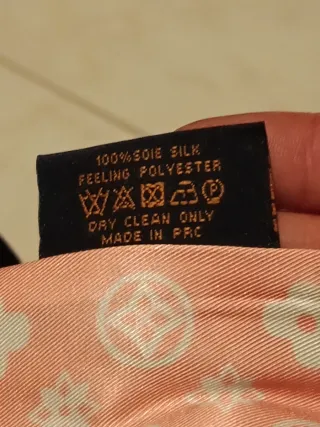 100%SOIE SILK
FEELING POLYESTER
DRY CLEAN ONLY
MADE IN PRC